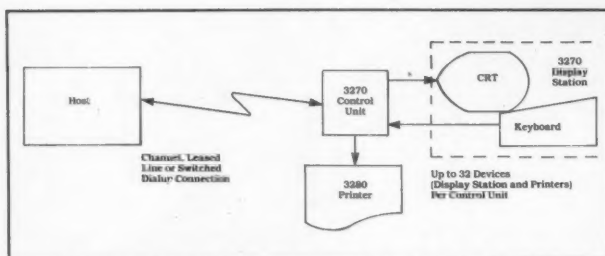 Host
Channel, Leased
Line or Switched
Dialup Connection
3270
Control
Unit
3280
Printer
CRT
3270
Display
Station
Keyboard
Up to 32 Devices
(Display Station and Printers)
Per Control Unit